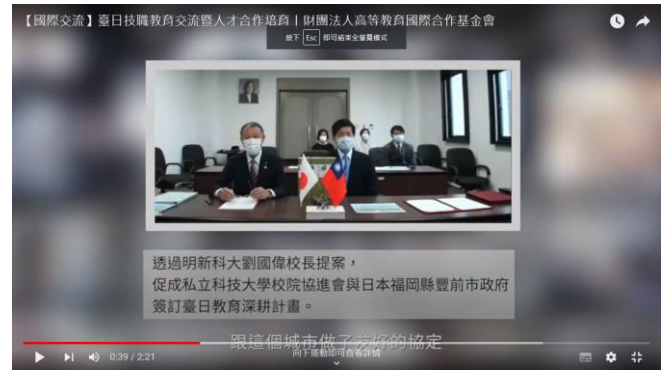 【國際交流】臺日技職教育交流暨人才合作培育丨財團法人高等教育國際合作基金會
按下 Esc 即可結束全螢幕模式
透過明新科大劉國偉校長提案，
促成私立科技大學校院協進會與日本福岡縣豐前市政府
簽訂臺日教育深耕計畫。
跟這個城市做了友好的協定
向下捲動即可查看詳情
0:39 / 2:21